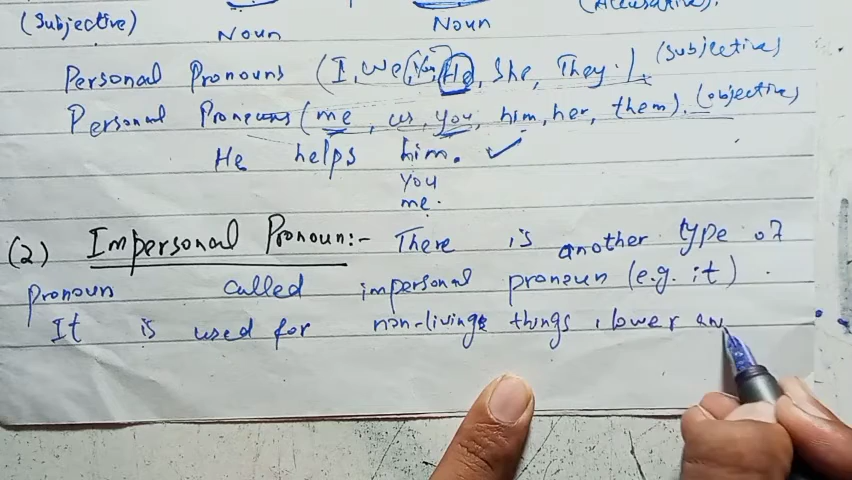 (Subjective) (Accusative).
Noun Noun
Personal Pronouns (I, We, You, He, She, They.). (Subjective)
Personal Pronouns (me, us, you, him, her, them). (objective)
He helps him. ✓
you
me.
(2) Impersonal Pronoun:- There is another type of
pronoun called impersonal pronoun (e.g. it).
It is used for non-living things, lower an